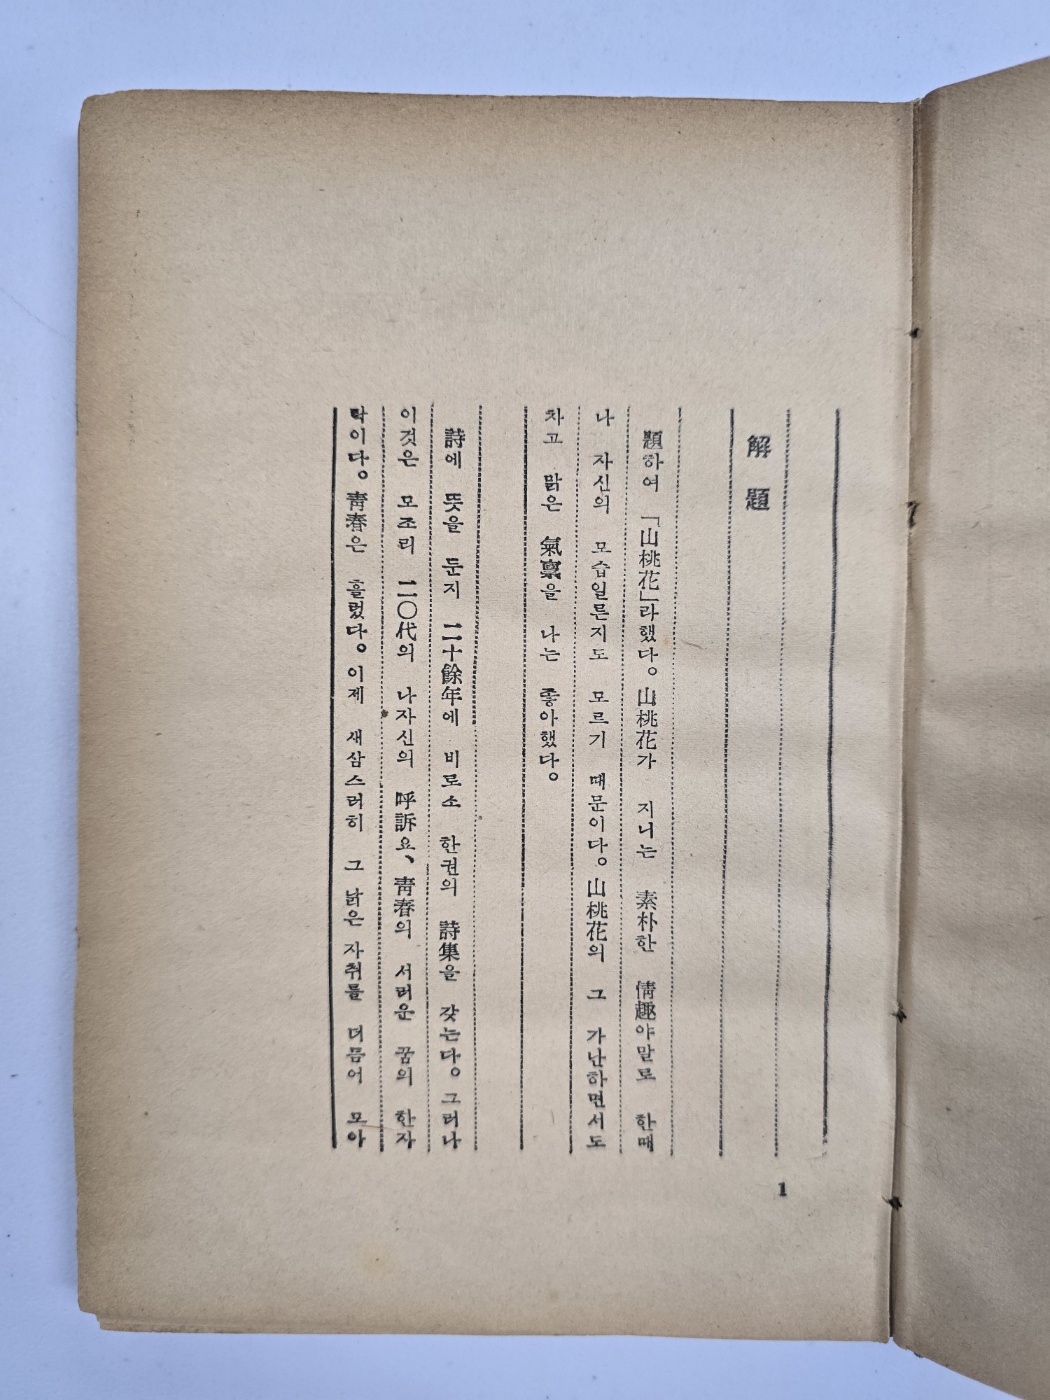 解題
題하여 「山桃花」라했다。山桃花가 지니는 素朴한 情趣야말로 한때
나 자신의 모습일른지도 모르기 때문이다。山桃花의 그 가난하면서도
차고 맑은 氣禀을 나는 좋아했다。
詩에 뜻을 둔지 二十餘年에 비로소 한권의 詩集을 갖는다。그러나
이것은 모조리 二〇代의 나자신의 呼訴요、靑春의 서러운 꿈의 한자
락이다。靑春은 흘렀다。이제 새삼스러히 그 낡은 자취를 더듬어 모아
1